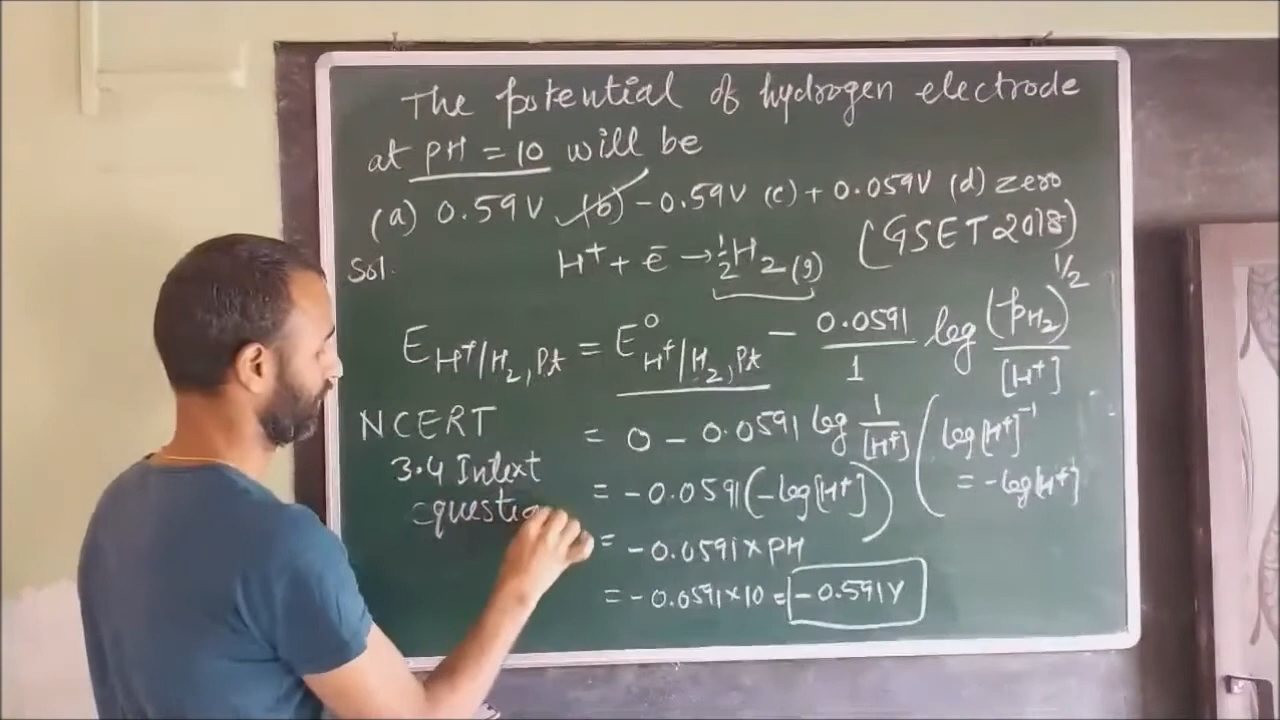 The potential of hydrogen electrode
at PH = 10 will be
(a) 0.59V (b) -0.59V (c) + 0.059V (d) zero
(GSET 2018)
Sol. H⁺ + ē → ½H₂(g)
E H⁺/H₂,Pt = E⁰ H⁺/H₂,Pt - 0.0591/1 log (pH₂)^1/2/[H⁺]
= 0 - 0.0591 log 1/[H⁺] (log[H⁺]⁻¹
= -log[H⁺]
= -0.0591(-log[H⁺])
= -0.0591×PH
= -0.0591×10 = -0.591V
NCERT
3.4 Intext